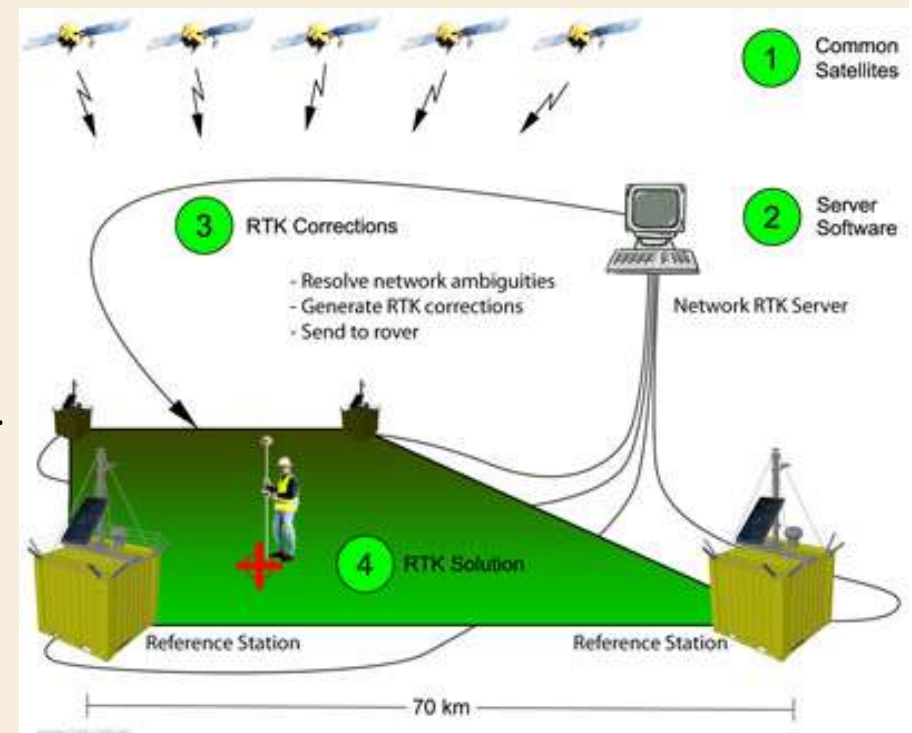 1
Common
Satellites
2
Server
Software
3
RTK Corrections
- Resolve network ambiguities
- Generate RTK corrections
- Send to rover
Network RTK Server
4
RTK Solution
Reference Station
Reference Station
70 km